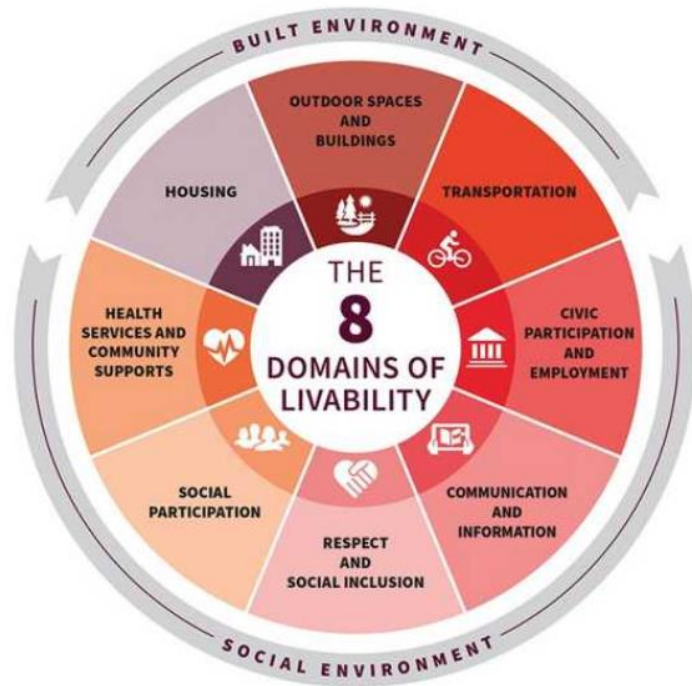 BUILT ENVIRONMENT
OUTDOOR SPACES
AND
BUILDINGS
HOUSING
TRANSPORTATION
THE
8
DOMAINS OF
LIVABILITY
HEALTH
SERVICES AND
COMMUNITY
SUPPORTS
CIVIC
PARTICIPATION
AND
EMPLOYMENT
SOCIAL
PARTICIPATION
COMMUNICATION
AND
INFORMATION
RESPECT
AND
SOCIAL INCLUSION
SOCIAL ENVIRONMENT